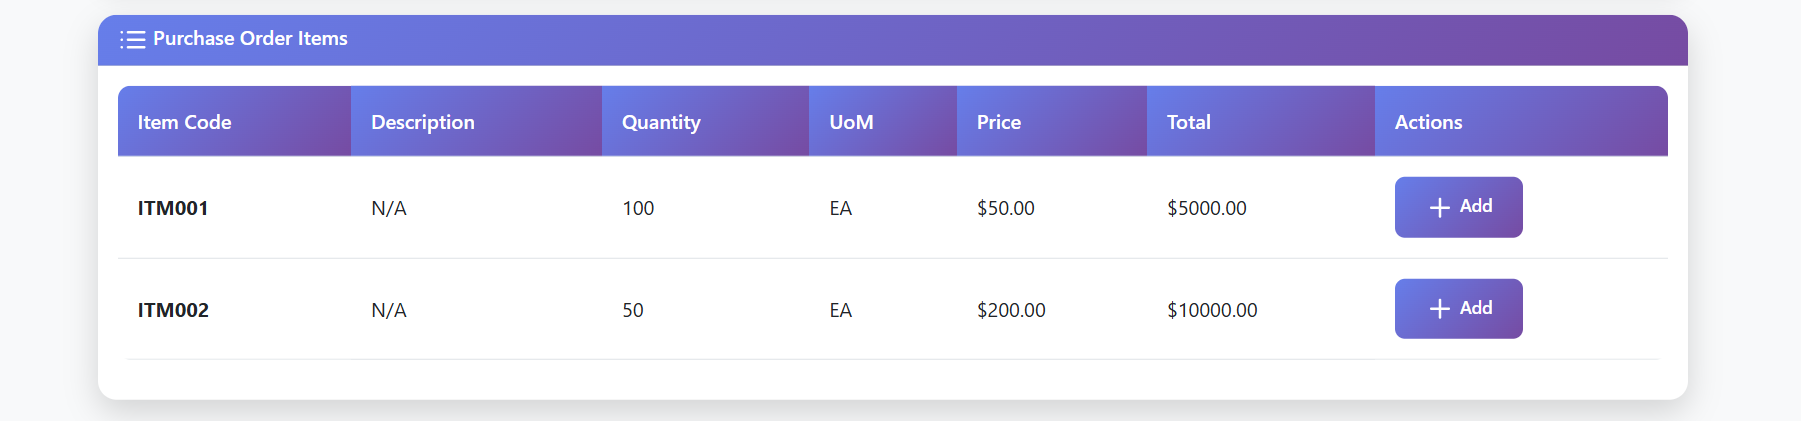 Purchase Order Items
Item Code Description Quantity UoM Price Total Actions
ITM001 N/A 100 EA $50.00 $5000.00 Add
ITM002 N/A 50 EA $200.00 $10000.00 Add